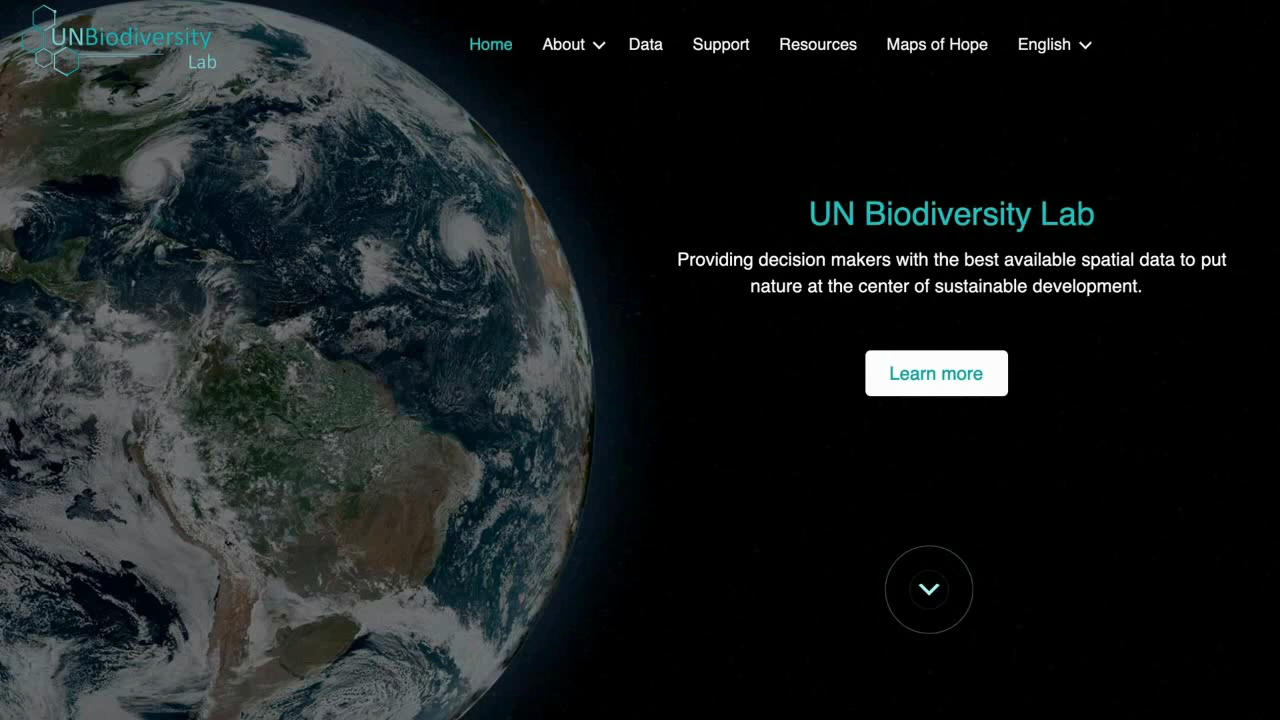 UNBiodiversity
Lab
Home About Data Support Resources Maps of Hope English
UN Biodiversity Lab
Providing decision makers with the best available spatial data to put
nature at the center of sustainable development.
Learn more